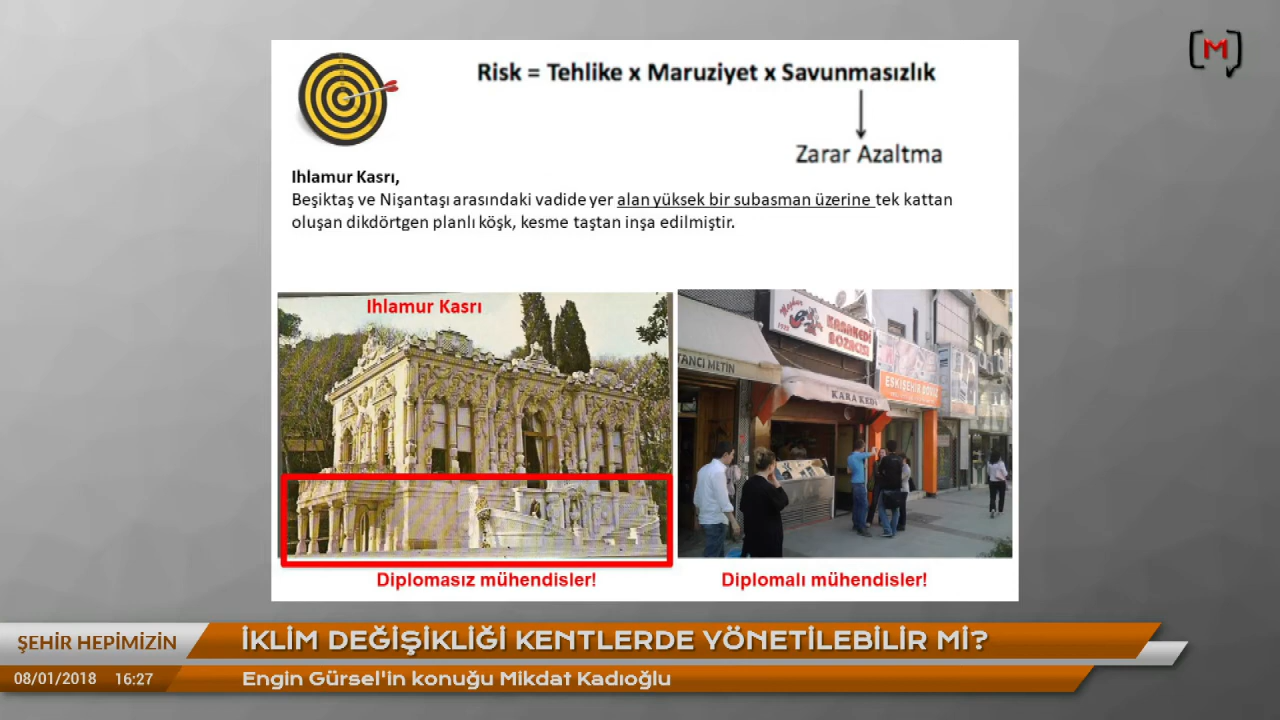 Risk = Tehlike x Maruziyet x Savunmasızlık
Zarar Azaltma
Ihlamur Kasrı,
Beşiktaş ve Nişantaşı arasındaki vadide yer alan yüksek bir subasman üzerine tek kattan
oluşan dikdörtgen planlı köşk, kesme taştan inşa edilmiştir.
Ihlamur Kasrı
KARAKEDİ
BOZACISI
TANCI METİN
KARA KEDİ
ESKİŞEHİR
Diplomasız mühendisler!
Diplomalı mühendisler!
M
ŞEHİR HEPİMİZİN
İKLİM DEĞİŞİKLİĞİ KENTLERDE YÖNETİLEBİLİR Mİ?
08/01/2018 16:27
Engin Gürsel'in konuğu Mikdat Kadıoğlu